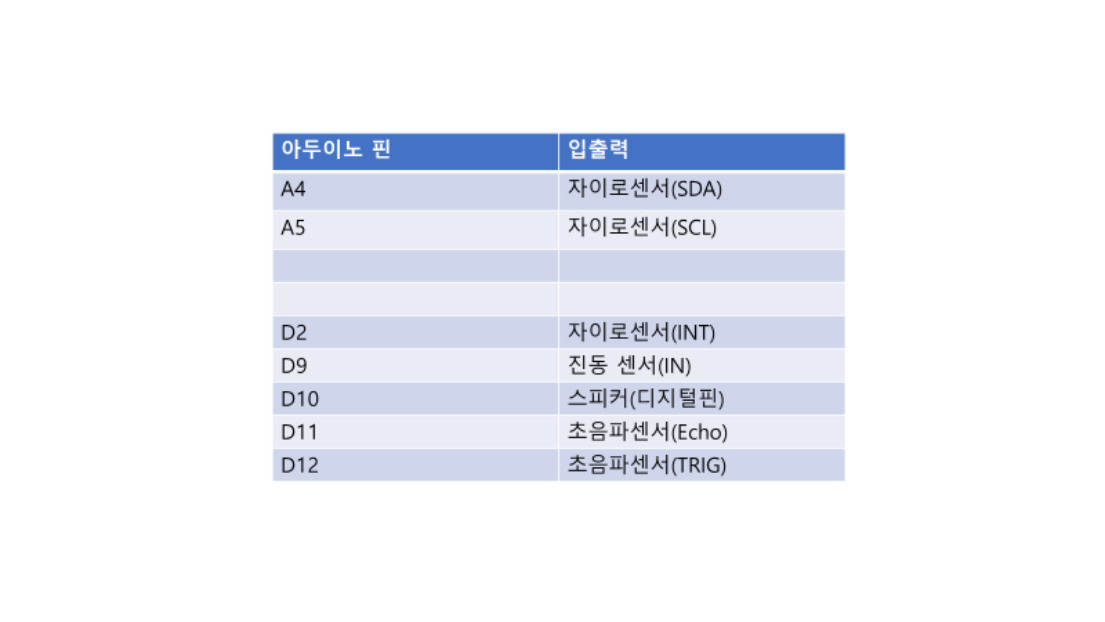 아두이노 핀 입출력
A4 자이로센서(SDA)
A5 자이로센서(SCL)
D2 자이로센서(INT)
D9 진동 센서(IN)
D10 스피커(디지털핀)
D11 초음파센서(Echo)
D12 초음파센서(TRIG)